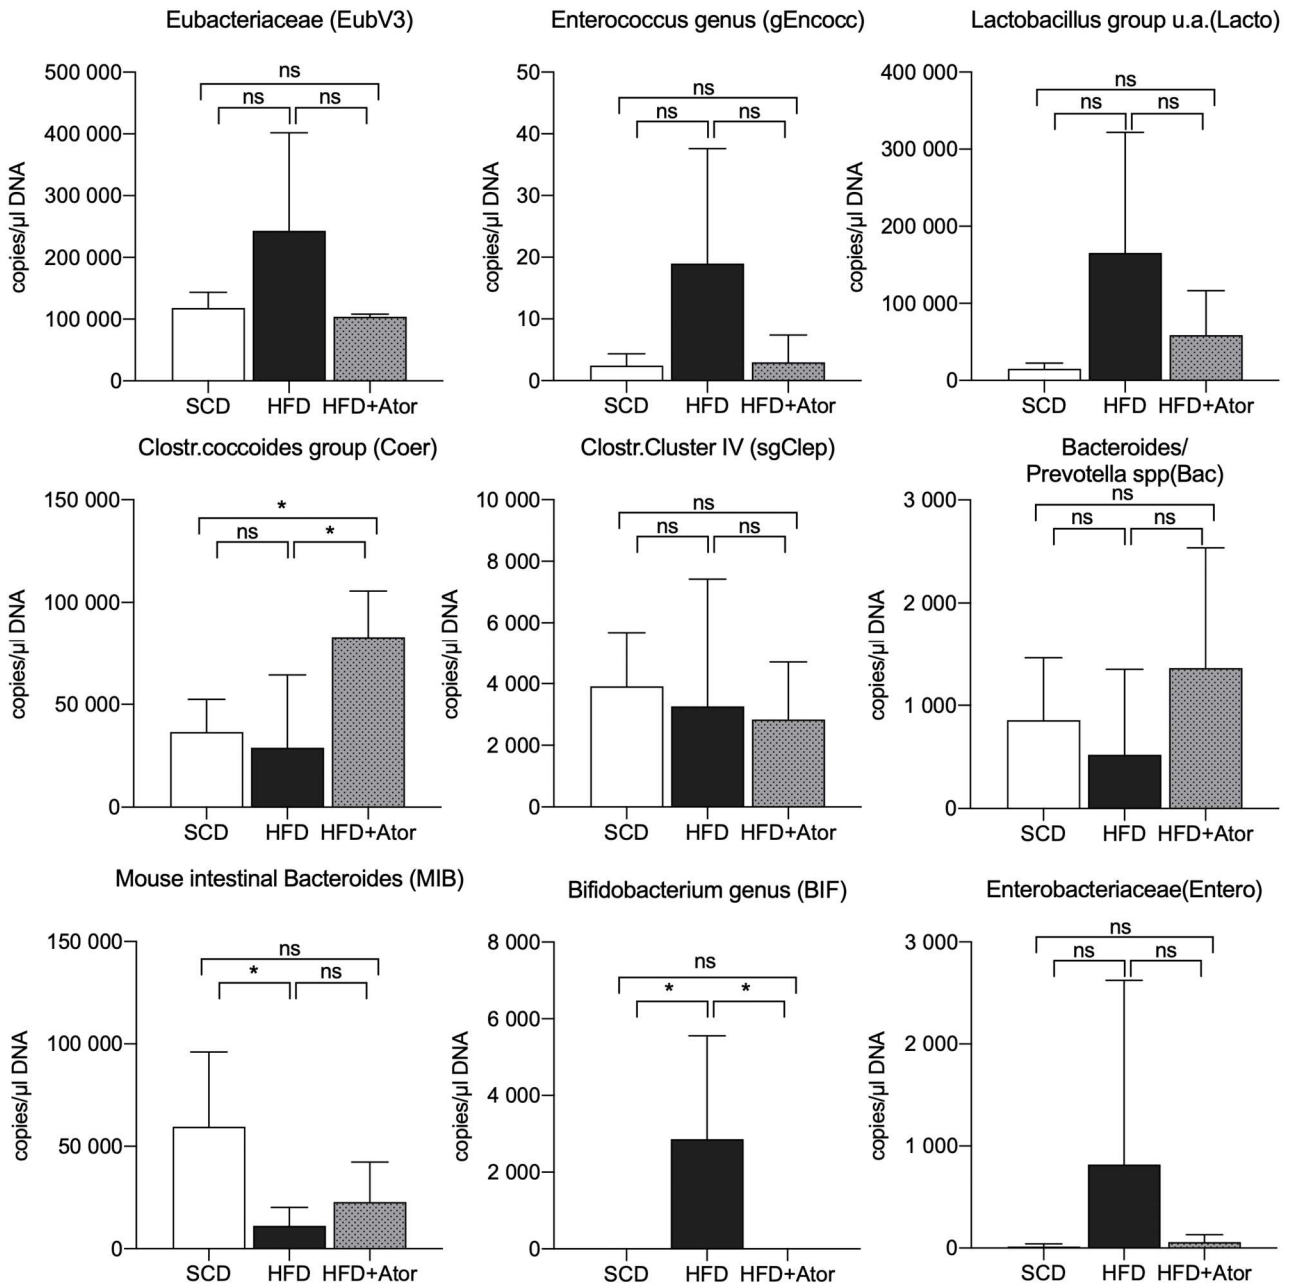 Eubacteriaceae (EubV3)
copies/µl DNA
500 000
400 000
300 000
200 000
100 000
0
ns
ns
ns
SCD
HFD
HFD+Ator
Enterococcus genus (gEncocc)
copies/µl DNA
50
40
30
20
10
0
ns
ns
ns
SCD
HFD
HFD+Ator
Lactobacillus group u.a.(Lacto)
copies/µl DNA
400 000
300 000
200 000
100 000
0
ns
ns
ns
SCD
HFD
HFD+Ator
Clostr.coccoides group (Coer)
copies/µl DNA
150 000
100 000
50 000
0
*
ns
*
SCD
HFD
HFD+Ator
Clostr.Cluster IV (sgClep)
copies/µl DNA
10 000
8 000
6 000
4 000
2 000
0
ns
ns
ns
SCD
HFD
HFD+Ator
Bacteroides/
Prevotella spp(Bac)
copies/µl DNA
3 000
2 000
1 000
0
ns
ns
ns
SCD
HFD
HFD+Ator
Mouse intestinal Bacteroides (MIB)
copies/µl DNA
150 000
100 000
50 000
0
ns
*
ns
SCD
HFD
HFD+Ator
Bifidobacterium genus (BIF)
copies/µl DNA
8 000
6 000
4 000
2 000
0
ns
*
*
SCD
HFD
HFD+Ator
Enterobacteriaceae(Entero)
copies/µl DNA
3 000
2 000
1 000
0
ns
ns
ns
SCD
HFD
HFD+Ator